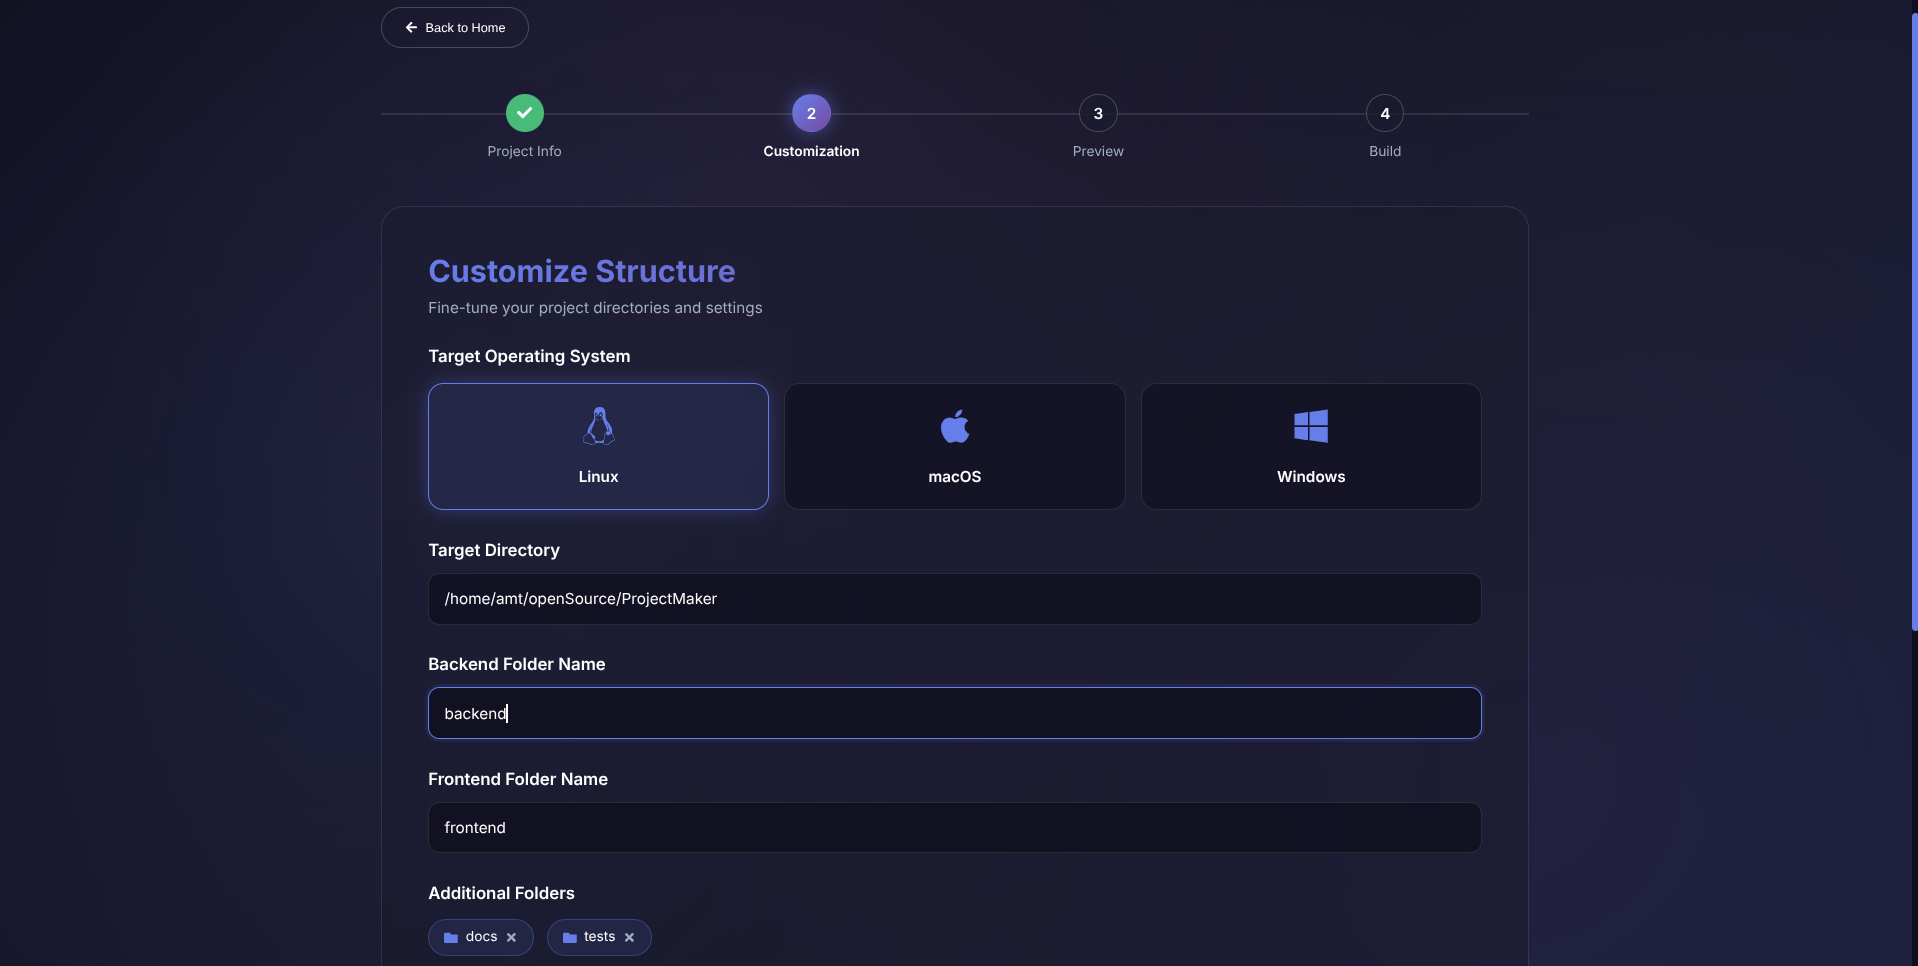 Back to Home
2
3
4
Project Info
Customization
Preview
Build
Customize Structure
Fine-tune your project directories and settings
Target Operating System
Linux
macOS
Windows
Target Directory
/home/amt/openSource/ProjectMaker
Backend Folder Name
backend
Frontend Folder Name
frontend
Additional Folders
docs
tests